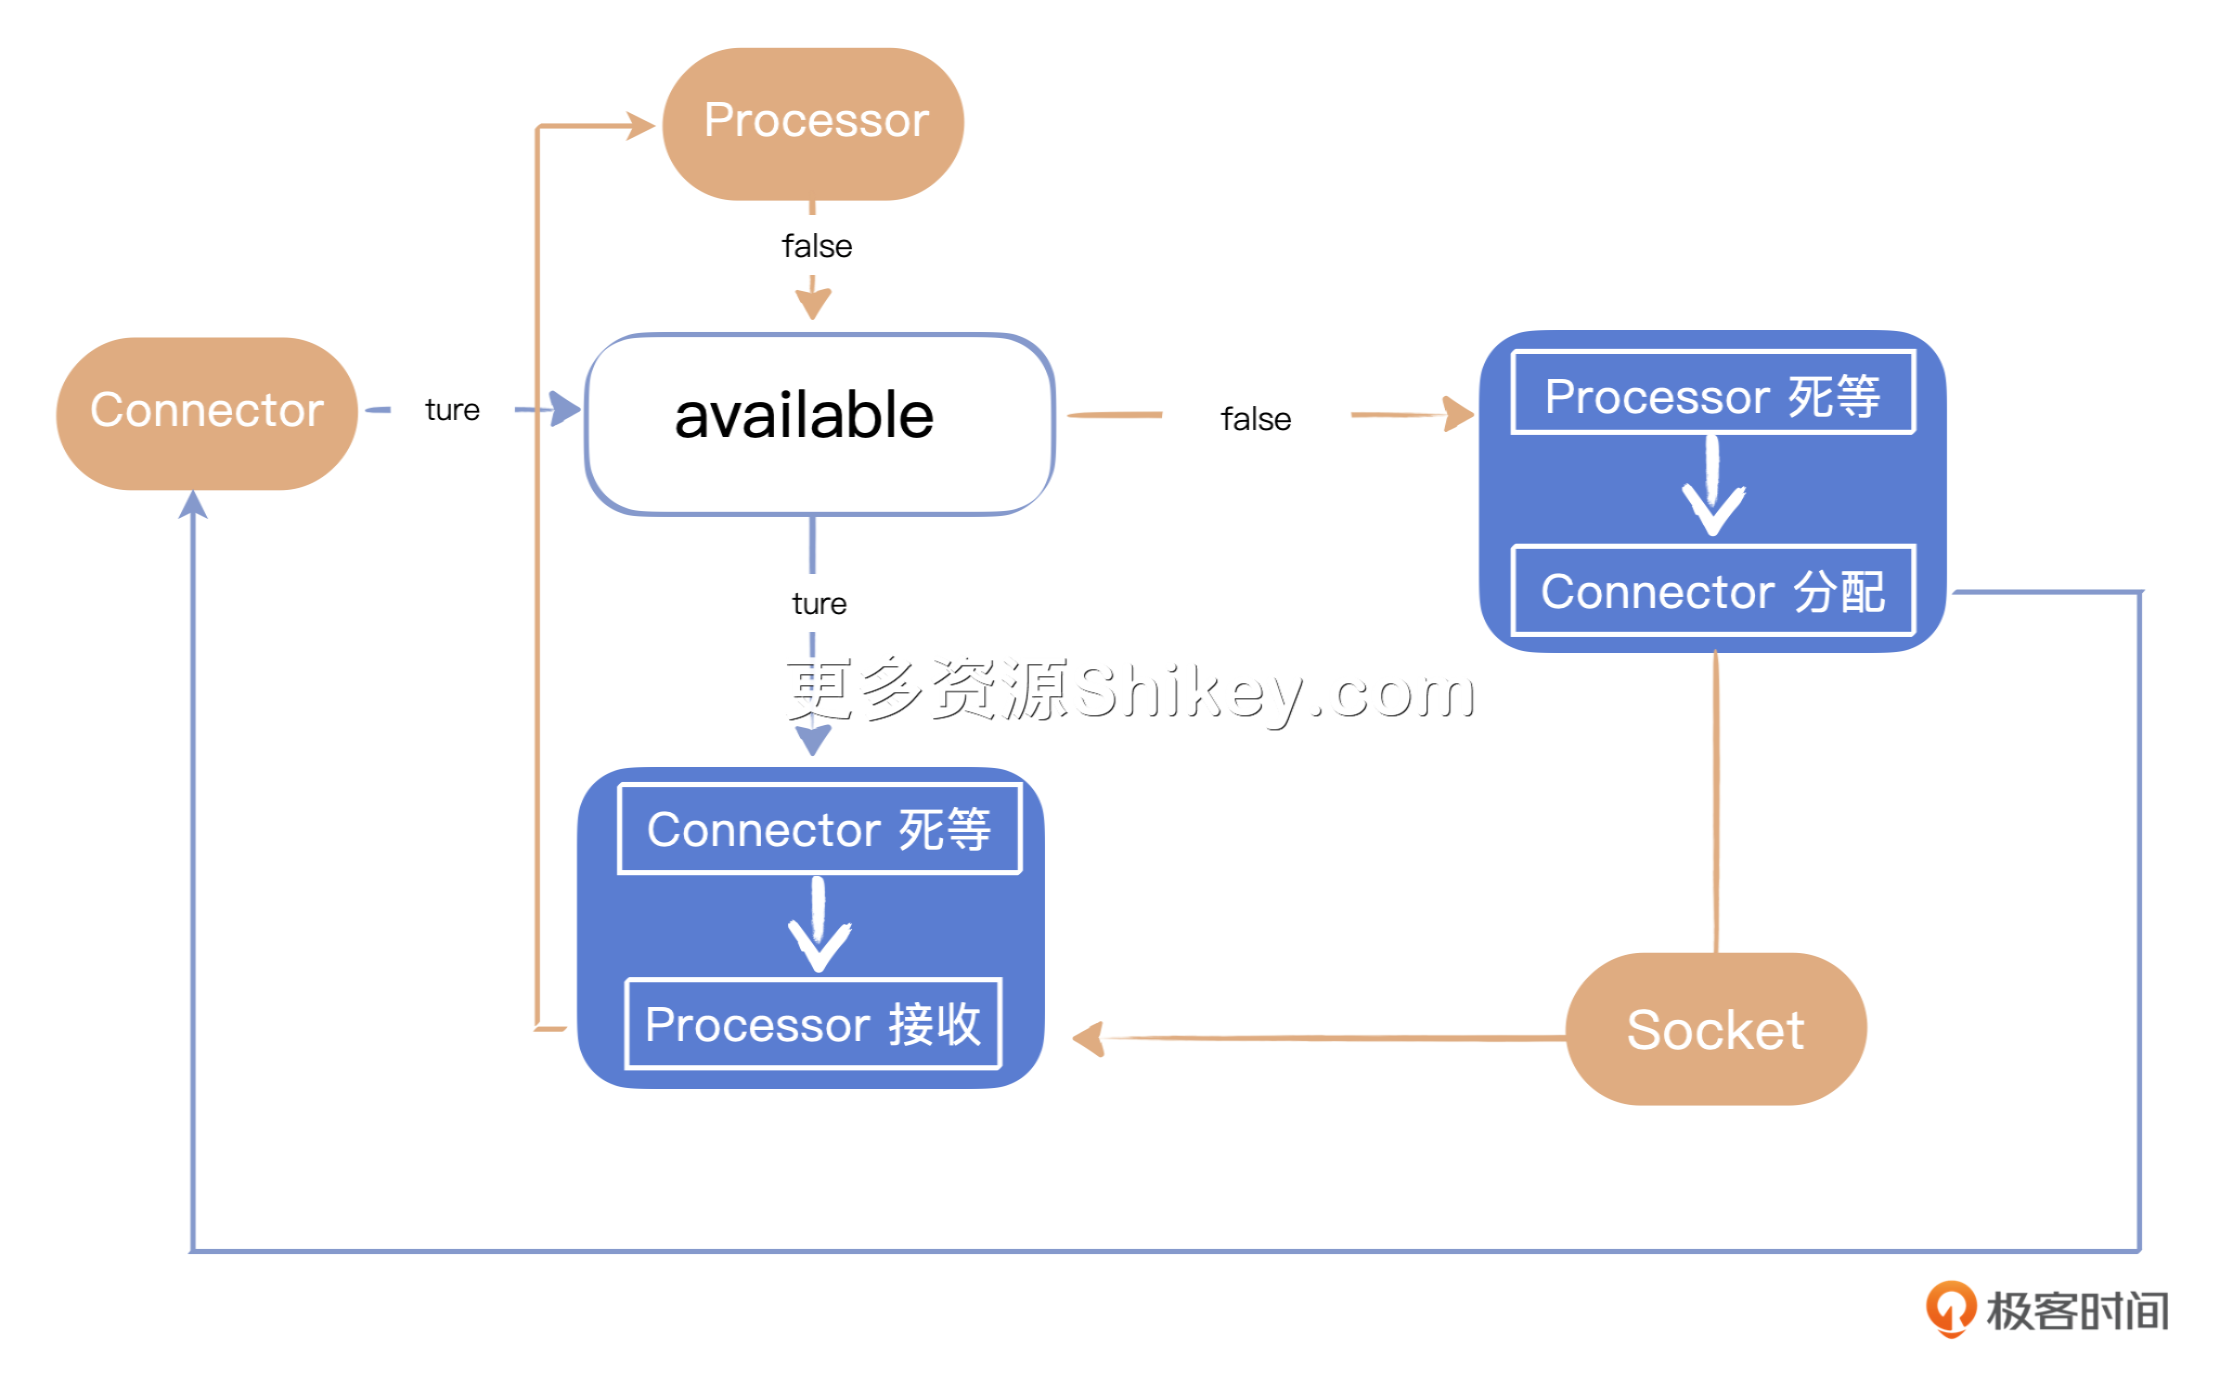 Processor
false
Connector
ture
available
false
Processor 死等
Connector 分配
ture
更多资源Shikey.com
Connector 死等
Processor 接收
Socket
极客时间